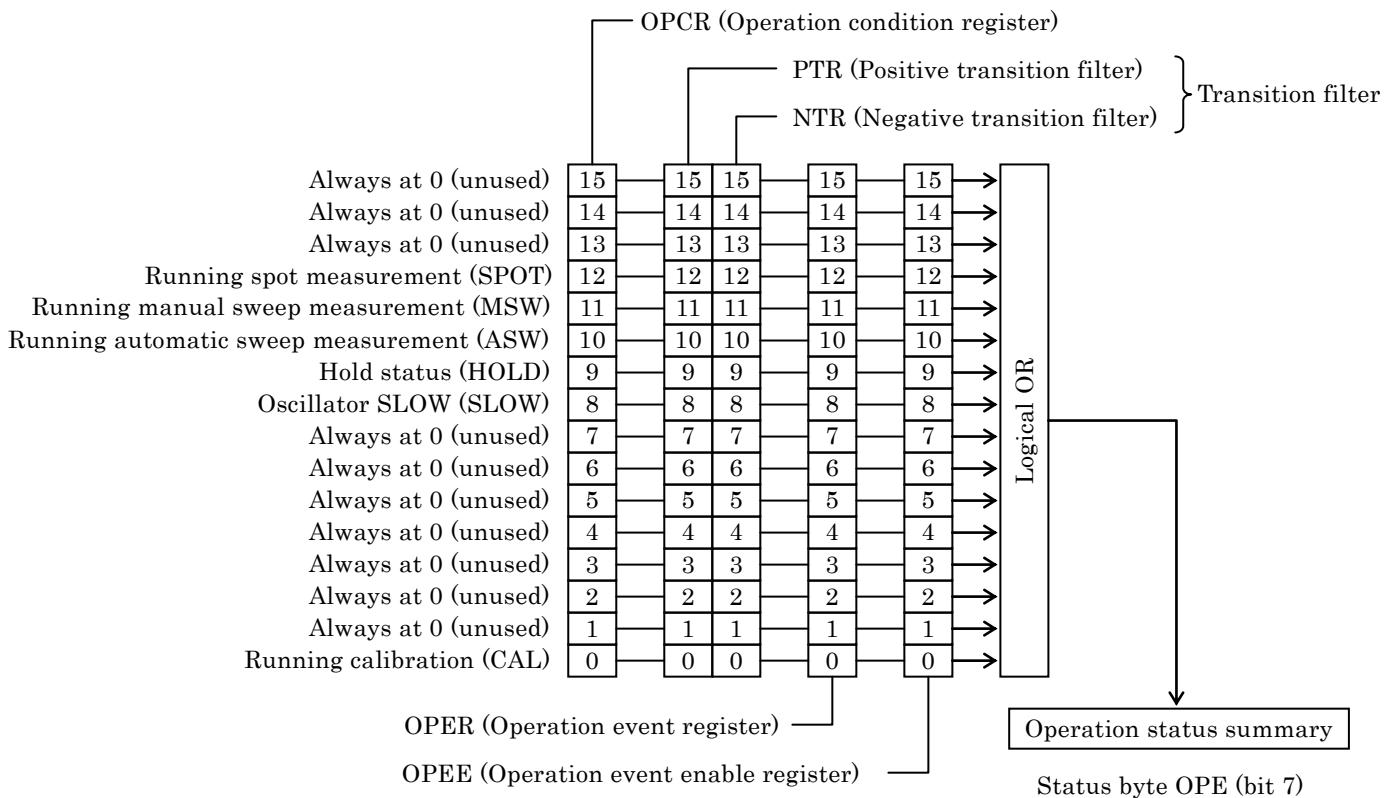 OPCR (Operation condition register)
PTR (Positive transition filter)
Transition filter
NTR (Negative transition filter)
Always at 0 (unused) 15 15 15 15 15
Always at 0 (unused) 14 14 14 14 14
Always at 0 (unused) 13 13 13 13 13
Running spot measurement (SPOT) 12 12 12 12 12
Running manual sweep measurement (MSW) 11 11 11 11 11
Running automatic sweep measurement (ASW) 10 10 10 10 10
Hold status (HOLD) 9 9 9 9 9
Oscillator SLOW (SLOW) 8 8 8 8 8
Always at 0 (unused) 7 7 7 7 7
Always at 0 (unused) 6 6 6 6 6
Always at 0 (unused) 5 5 5 5 5
Always at 0 (unused) 4 4 4 4 4
Always at 0 (unused) 3 3 3 3 3
Always at 0 (unused) 2 2 2 2 2
Always at 0 (unused) 1 1 1 1 1
Running calibration (CAL) 0 0 0 0 0
Logical OR
OPER (Operation event register)
Operation status summary
OPEE (Operation event enable register)
Status byte OPE (bit 7)